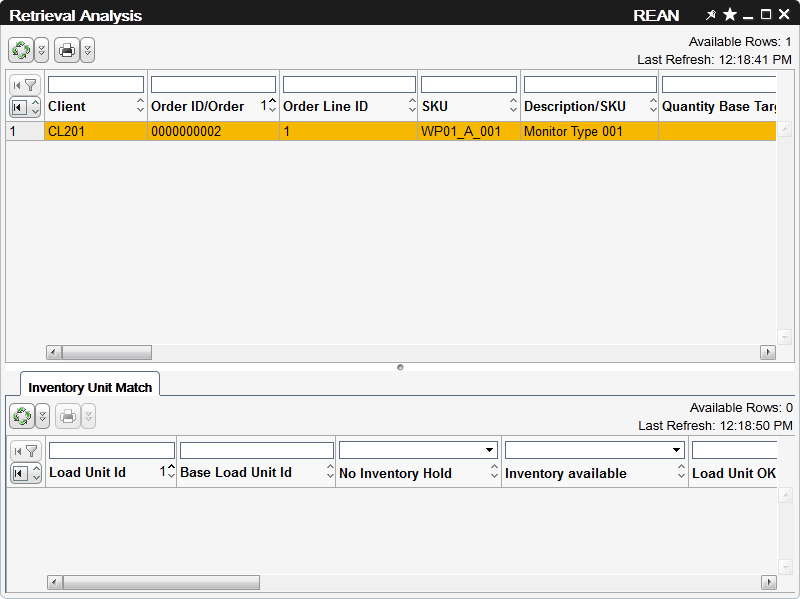 Retrieval Analysis REAN
Available Rows: 1
Last Refresh: 12:18:41 PM
Client Order ID/Order 1 Order Line ID SKU Description/SKU Quantity Base Tar
1 CL201 0000000002 1 WP01_A_001 Monitor Type 001
Inventory Unit Match
Available Rows: 0
Last Refresh: 12:18:50 PM
Load Unit Id 1 Base Load Unit Id No Inventory Hold Inventory available Load Unit OK